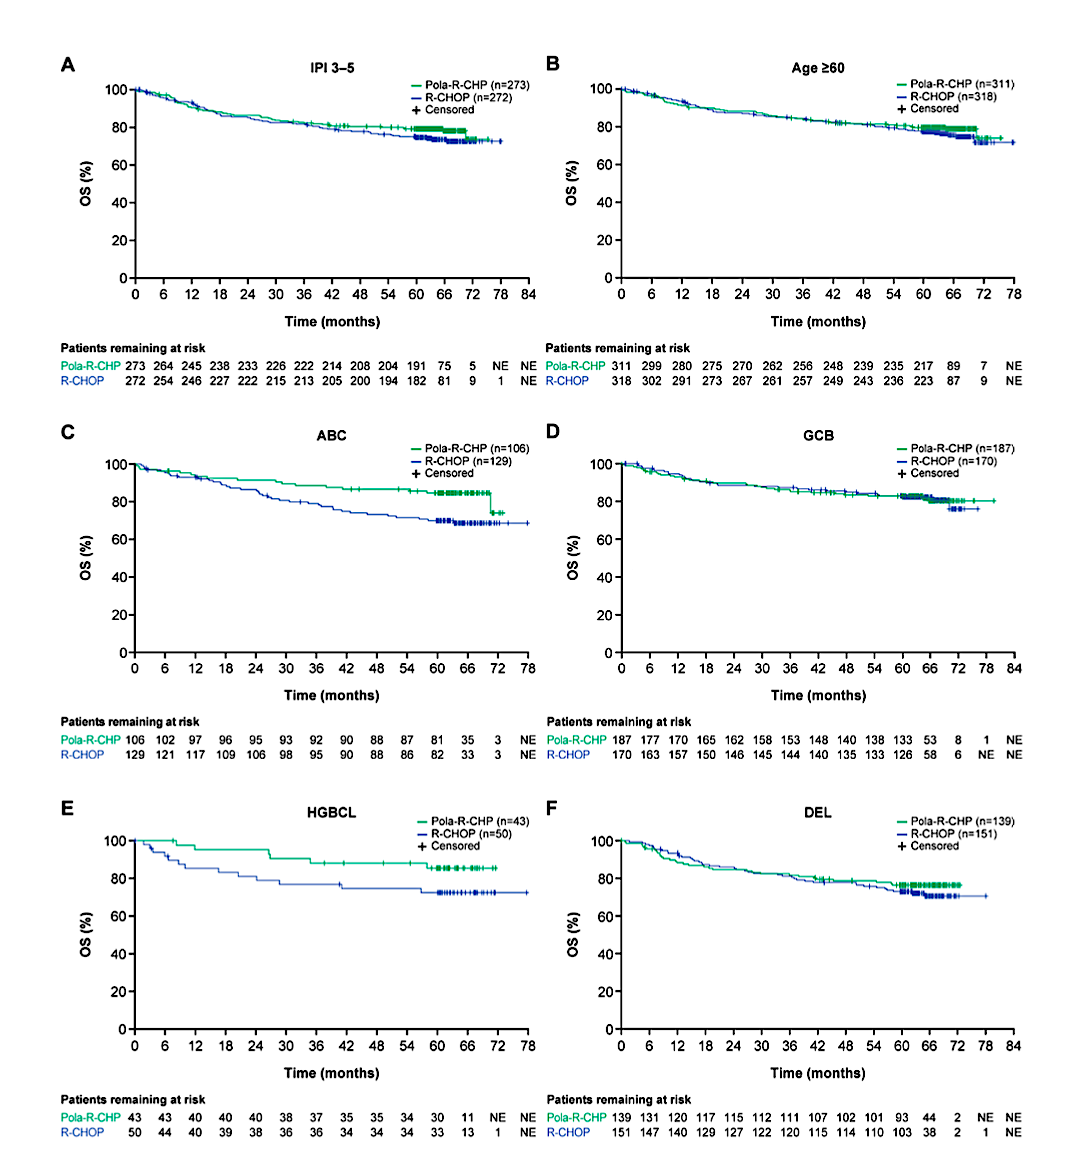 A
IPI 3–5
Pola-R-CHP (n=273)
R-CHOP (n=272)
Censored
100
80
60
40
20
0
OS (%)
0 6 12 18 24 30 36 42 48 54 60 66 72 78 84
Time (months)
Patients remaining at risk
Pola-R-CHP 273 264 245 238 233 226 222 214 208 204 191 75 5 NE NE
R-CHOP 272 254 246 227 222 215 213 205 200 194 182 81 9 1 NE
B
Age ≥60
Pola-R-CHP (n=311)
R-CHOP (n=318)
Censored
100
80
60
40
20
0
OS (%)
0 6 12 18 24 30 36 42 48 54 60 66 72 78
Time (months)
Patients remaining at risk
Pola-R-CHP 311 299 280 275 270 262 256 248 239 235 217 89 7 NE
R-CHOP 318 302 291 273 267 261 257 249 243 236 223 87 9 NE
C
ABC
Pola-R-CHP (n=106)
R-CHOP (n=129)
Censored
100
80
60
40
20
0
OS (%)
0 6 12 18 24 30 36 42 48 54 60 66 72 78
Time (months)
Patients remaining at risk
Pola-R-CHP 106 102 97 96 95 93 92 90 88 87 81 35 3 NE
R-CHOP 129 121 117 109 106 98 95 90 88 86 82 33 3 NE
D
GCB
Pola-R-CHP (n=187)
R-CHOP (n=170)
Censored
100
80
60
40
20
0
OS (%)
0 6 12 18 24 30 36 42 48 54 60 66 72 78 84
Time (months)
Patients remaining at risk
Pola-R-CHP 187 177 170 165 162 158 153 148 140 138 133 53 8 1 NE
R-CHOP 170 163 157 150 146 145 144 140 135 133 126 58 6 NE NE
E
HGBCL
Pola-R-CHP (n=43)
R-CHOP (n=50)
Censored
100
80
60
40
20
0
OS (%)
0 6 12 18 24 30 36 42 48 54 60 66 72 78
Time (months)
Patients remaining at risk
Pola-R-CHP 43 43 40 40 40 38 37 35 35 34 30 11 NE NE
R-CHOP 50 44 40 39 38 36 36 34 34 34 33 13 1 NE
F
DEL
Pola-R-CHP (n=139)
R-CHOP (n=151)
Censored
100
80
60
40
20
0
OS (%)
0 6 12 18 24 30 36 42 48 54 60 66 72 78 84
Time (months)
Patients remaining at risk
Pola-R-CHP 139 131 120 117 115 112 111 107 102 101 93 44 2 NE NE
R-CHOP 151 147 140 129 127 122 120 115 114 110 103 38 2 1 NE